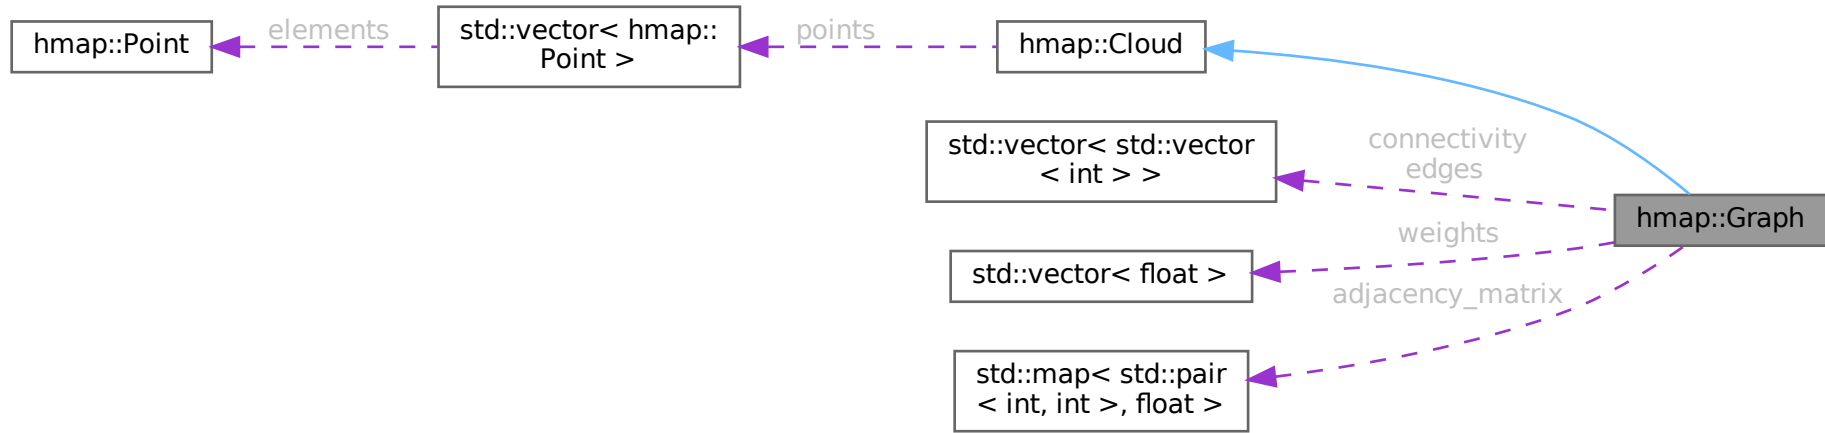 hmap::Point
elements
std::vector< hmap::
Point >
points
hmap::Cloud
std::vector< std::vector
< int > >
connectivity
edges
hmap::Graph
std::vector< float >
weights
adjacency_matrix
std::map< std::pair
< int, int >, float >